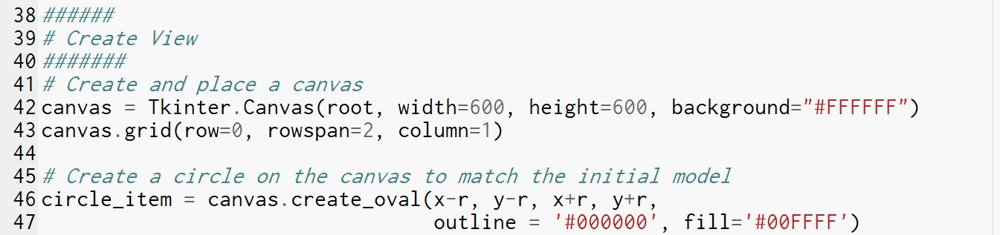 38 ######
39 # Create View
40 #######
41 # Create and place a canvas
42 canvas = Tkinter.Canvas(root, width=600, height=600, background="#FFFFFF")
43 canvas.grid(row=0, rowspan=2, column=1)
44
45 # Create a circle on the canvas to match the initial model
46 circle_item = canvas.create_oval(x-r, y-r, x+r, y+r,
47                                  outline = '#000000', fill='#00FFFF')